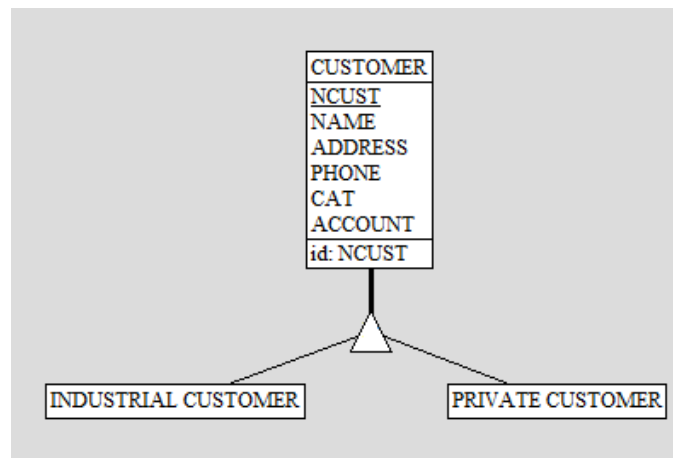 CUSTOMER
NCUST
NAME
ADDRESS
PHONE
CAT
ACCOUNT
id: NCUST
INDUSTRIAL CUSTOMER
PRIVATE CUSTOMER